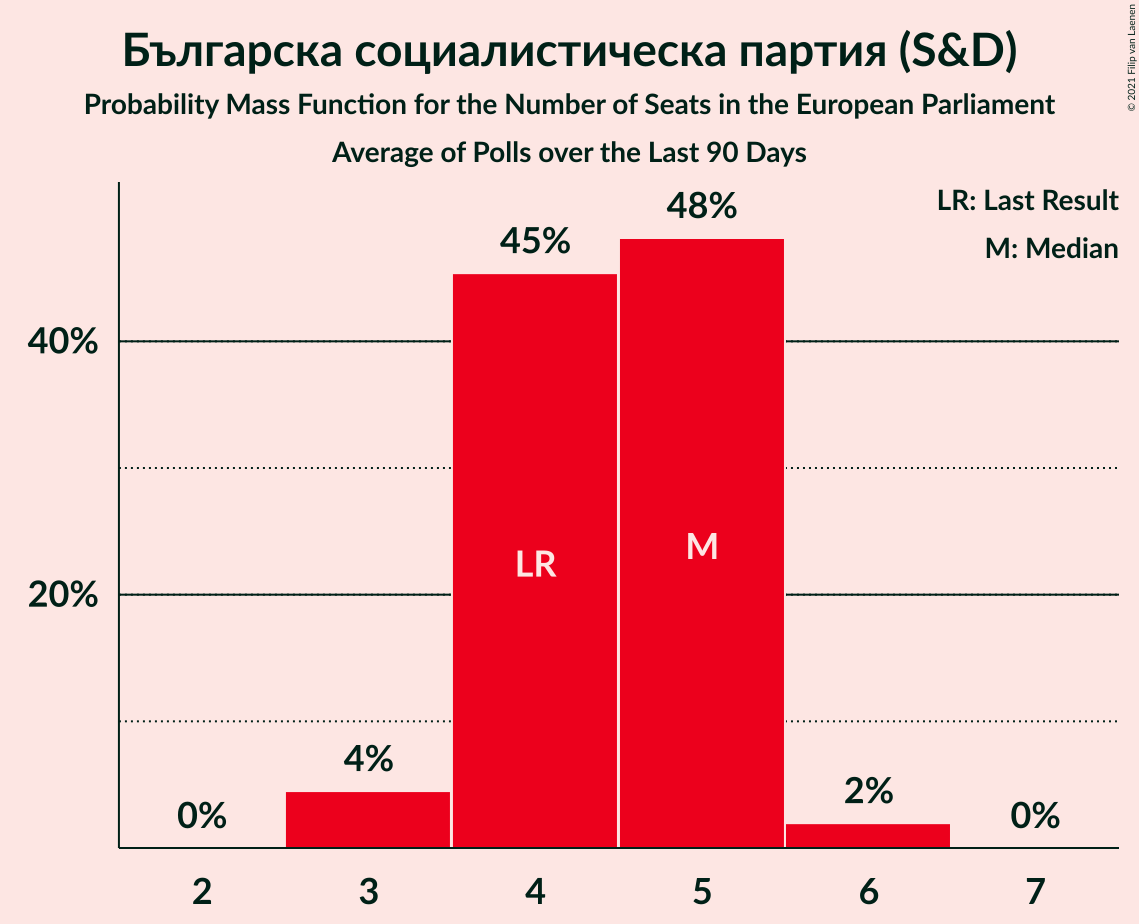 Българска социалистическа партия (S&D)
Probability Mass Function for the Number of Seats in the European Parliament
Average of Polls over the Last 90 Days
© 2021 Filip van Laenen
LR: Last Result
M: Median
48%
45%
40%
LR
M
20%
4%
2%
0%
0%
2 3 4 5 6 7